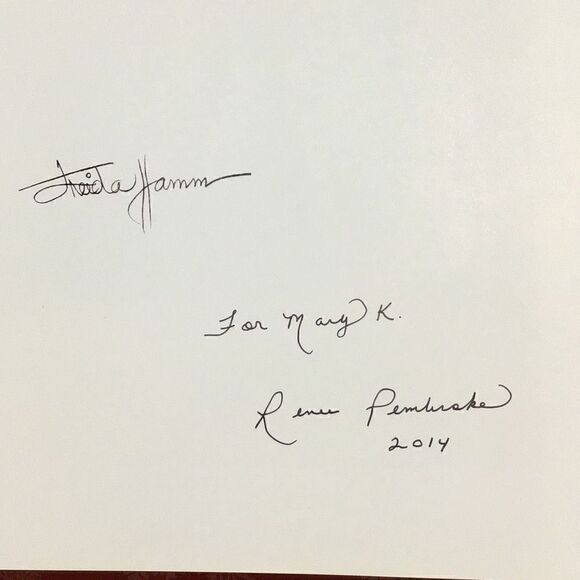 Heida Hamm
For Mary K.
Renee Pembroke
2014